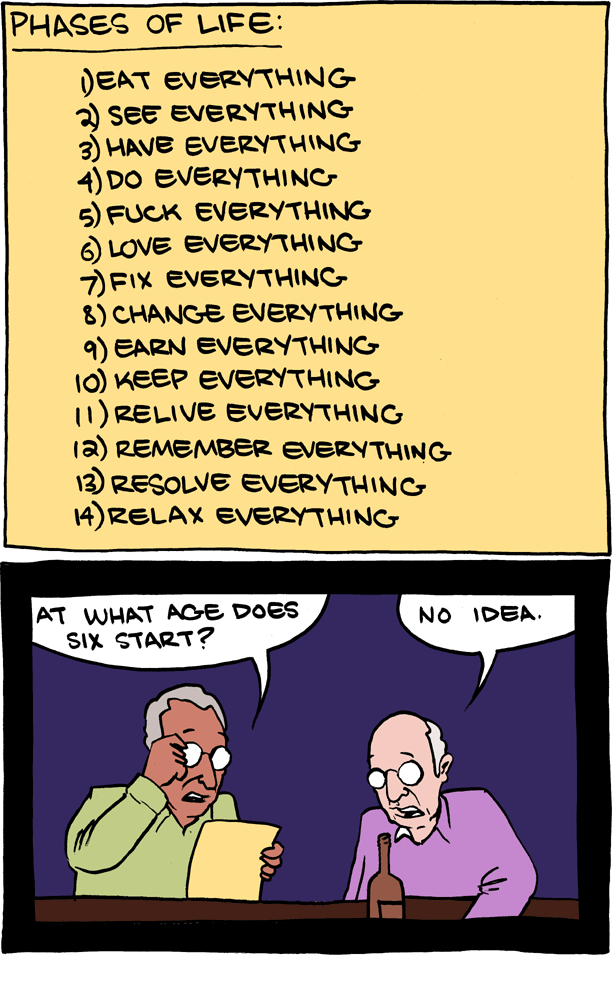 PHASES OF LIFE:
1) EAT EVERYTHING
2) SEE EVERYTHING
3) HAVE EVERYTHING
4) DO EVERYTHING
5) FUCK EVERYTHING
6) LOVE EVERYTHING
7) FIX EVERYTHING
8) CHANGE EVERYTHING
9) EARN EVERYTHING
10) KEEP EVERYTHING
11) RELIVE EVERYTHING
12) REMEMBER EVERYTHING
13) RESOLVE EVERYTHING
14) RELAX EVERYTHING
AT WHAT AGE DOES
SIX START?
NO IDEA.